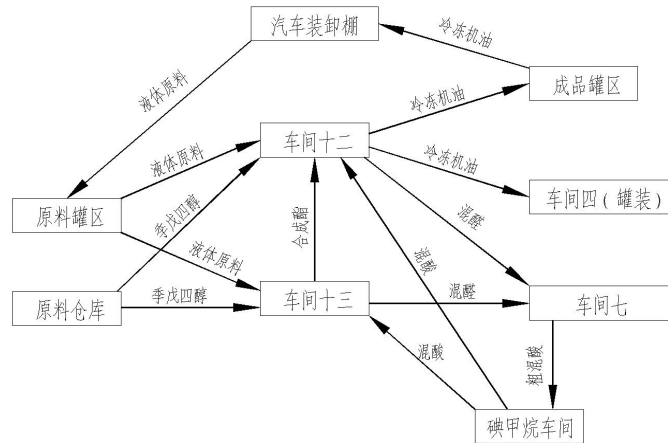 汽车装卸棚
冷冻机油
成品罐区
液体原料
冷冻机油
车间十二
液体原料
冷冻机油
车间四(罐装)
原料罐区
季戊四醇
合成酯
混酸
混醛
液体原料
原料仓库
季戊四醇
车间十三
混醛
车间七
混酸
粗混酸
碘甲烷车间